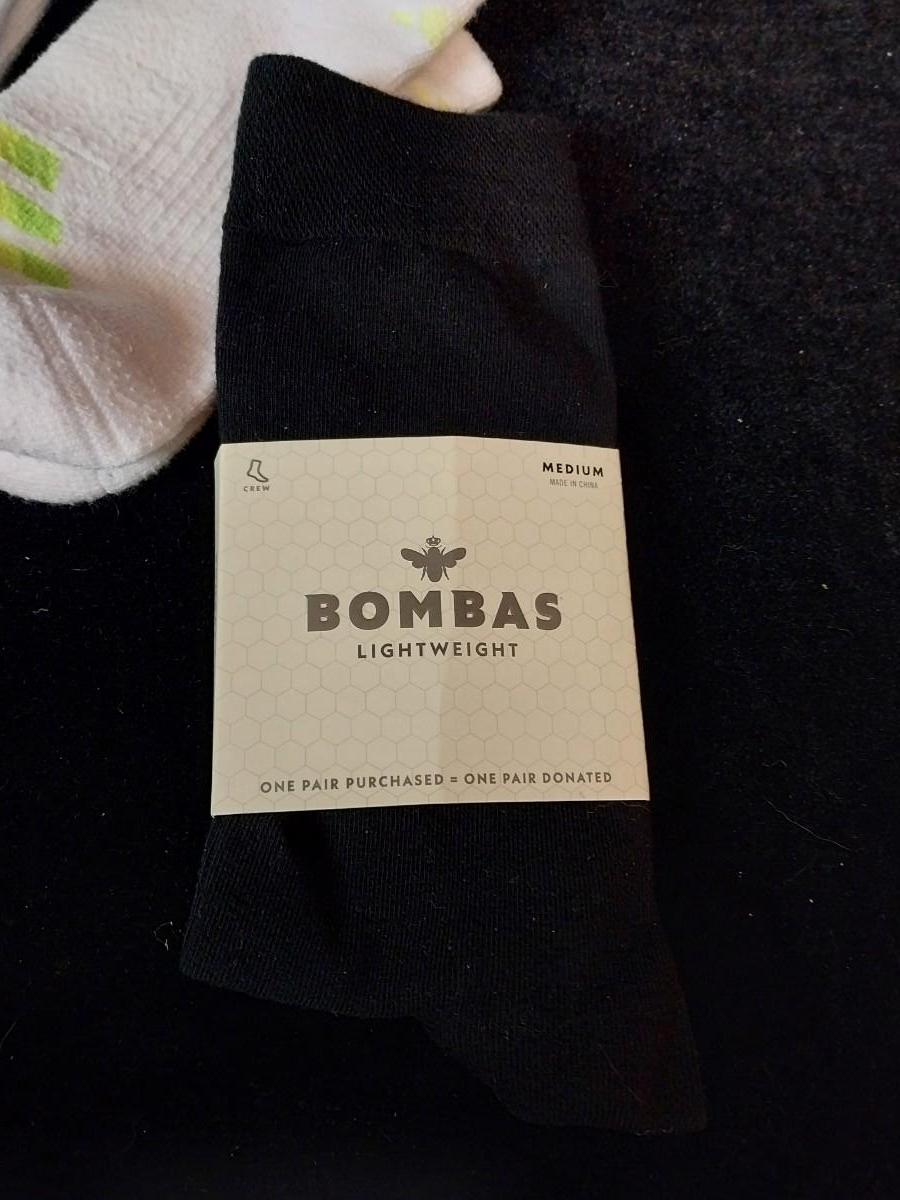 CREW
MEDIUM
MADE IN CHINA
BOMBAS
LIGHTWEIGHT
ONE PAIR PURCHASED = ONE PAIR DONATED